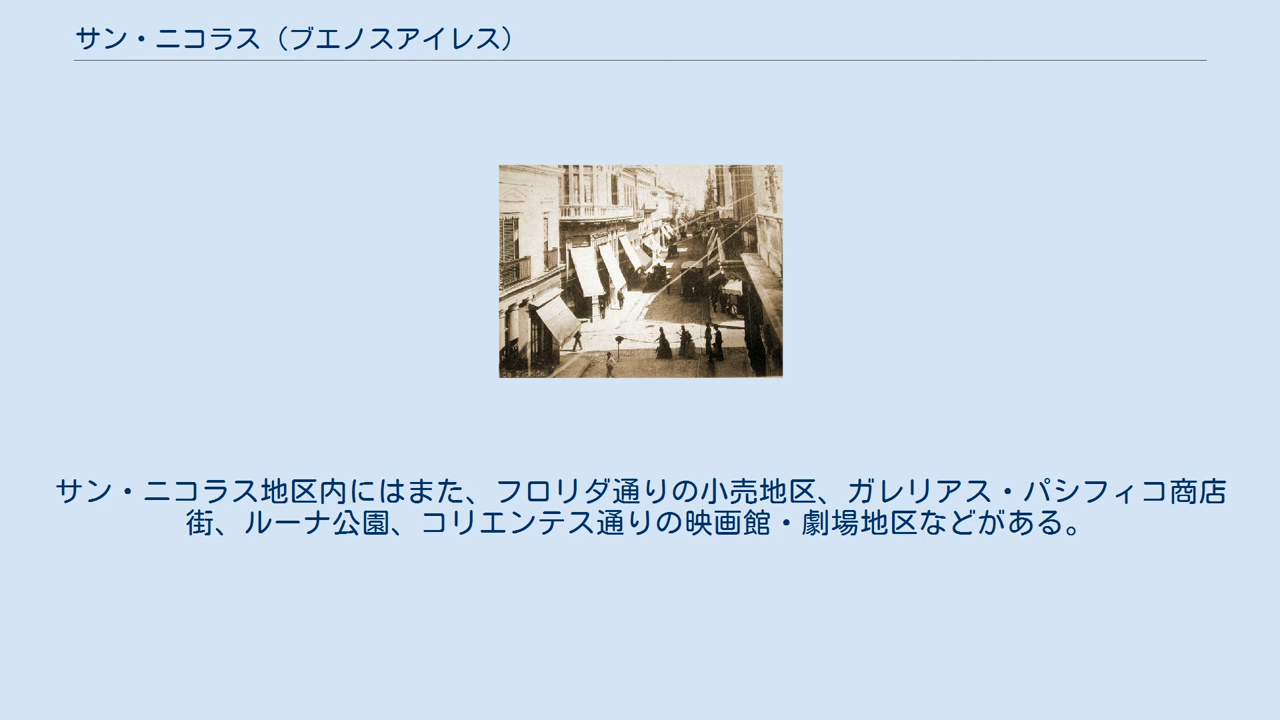 サン・ニコラス（ブエノスアイレス）
サン・ニコラス地区内にはまた、フロリダ通りの小売地区、ガレリアス・パシフィコ商店
街、ルーナ公園、コリエンテス通りの映画館・劇場地区などがある。